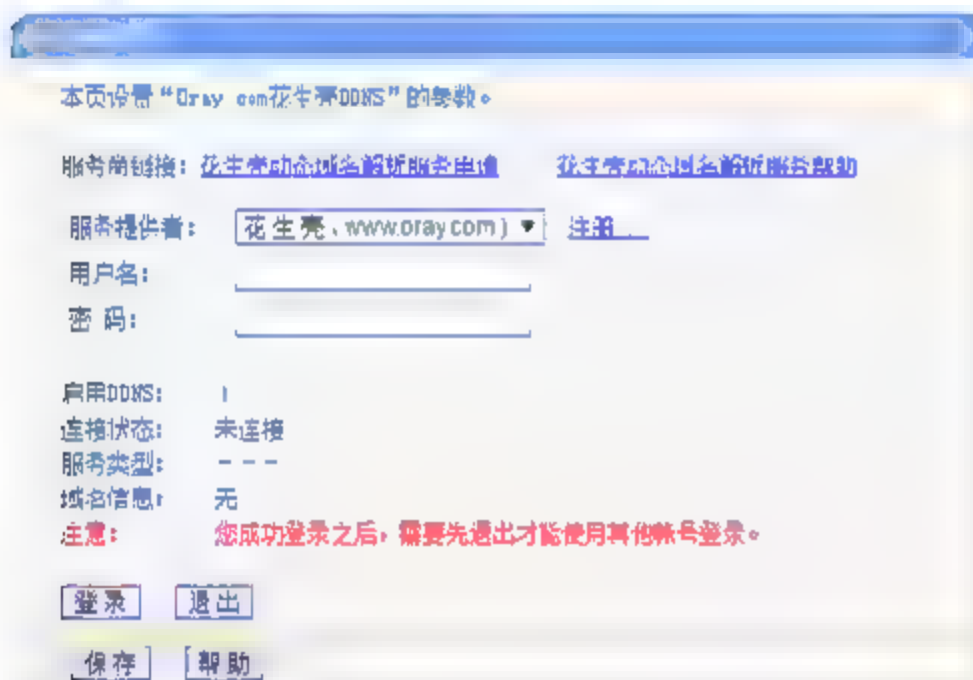 本页设置“Oray com花生壳DDNS”的参数。
服务商链接: 花生壳动态域名解析服务申请 花生壳动态域名解析服务帮助
服务提供者: 花生壳 (www.oray.com) 注册...
用户名:
密 码:
启用DDNS:
连接状态: 未连接
服务类型: ---
域名信息: 无
注意: 您成功登录之后,需要先退出才能使用其他帐号登录。
登录 退出
保存 帮助